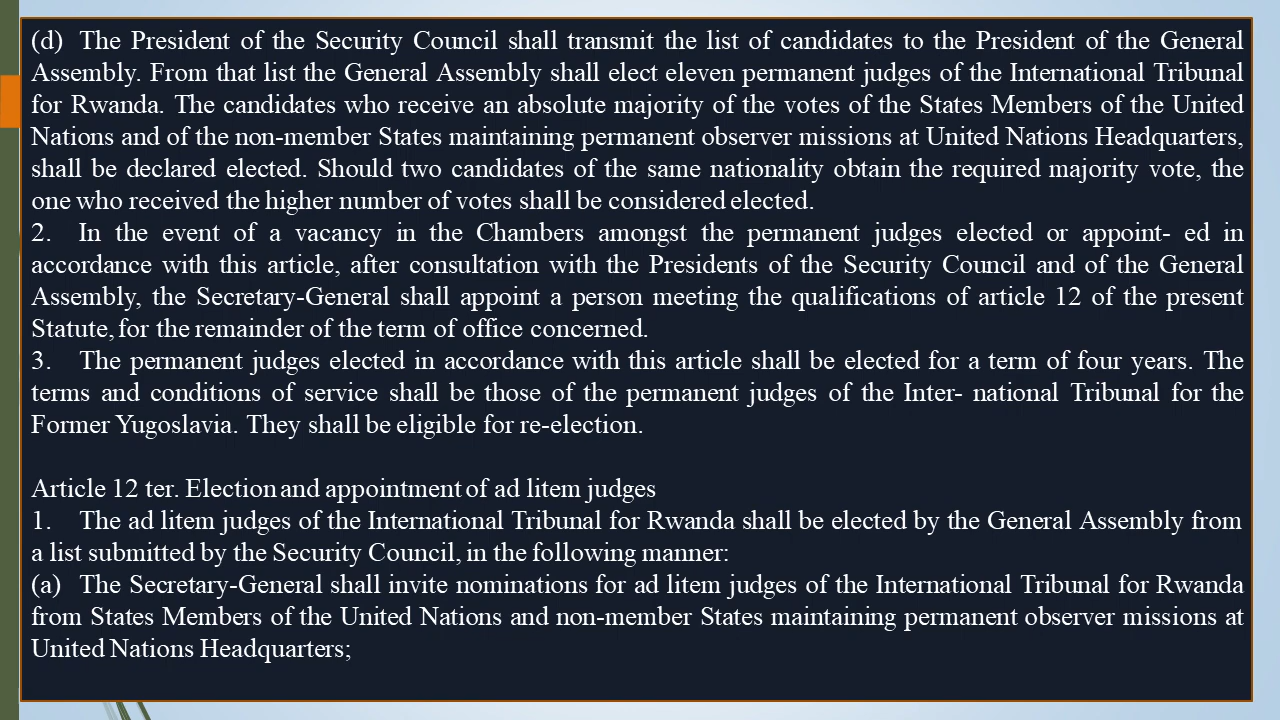 (d) The President of the Security Council shall transmit the list of candidates to the President of the General
Assembly. From that list the General Assembly shall elect eleven permanent judges of the International Tribunal
for Rwanda. The candidates who receive an absolute majority of the votes of the States Members of the United
Nations and of the non-member States maintaining permanent observer missions at United Nations Headquarters,
shall be declared elected. Should two candidates of the same nationality obtain the required majority vote, the
one who received the higher number of votes shall be considered elected.
2. In the event of a vacancy in the Chambers amongst the permanent judges elected or appoint- ed in
accordance with this article, after consultation with the Presidents of the Security Council and of the General
Assembly, the Secretary-General shall appoint a person meeting the qualifications of article 12 of the present
Statute, for the remainder of the term of office concerned.
3. The permanent judges elected in accordance with this article shall be elected for a term of four years. The
terms and conditions of service shall be those of the permanent judges of the Inter- national Tribunal for the
Former Yugoslavia. They shall be eligible for re-election.
Article 12 ter. Election and appointment of ad litem judges
1. The ad litem judges of the International Tribunal for Rwanda shall be elected by the General Assembly from
a list submitted by the Security Council, in the following manner:
(a) The Secretary-General shall invite nominations for ad litem judges of the International Tribunal for Rwanda
from States Members of the United Nations and non-member States maintaining permanent observer missions at
United Nations Headquarters;